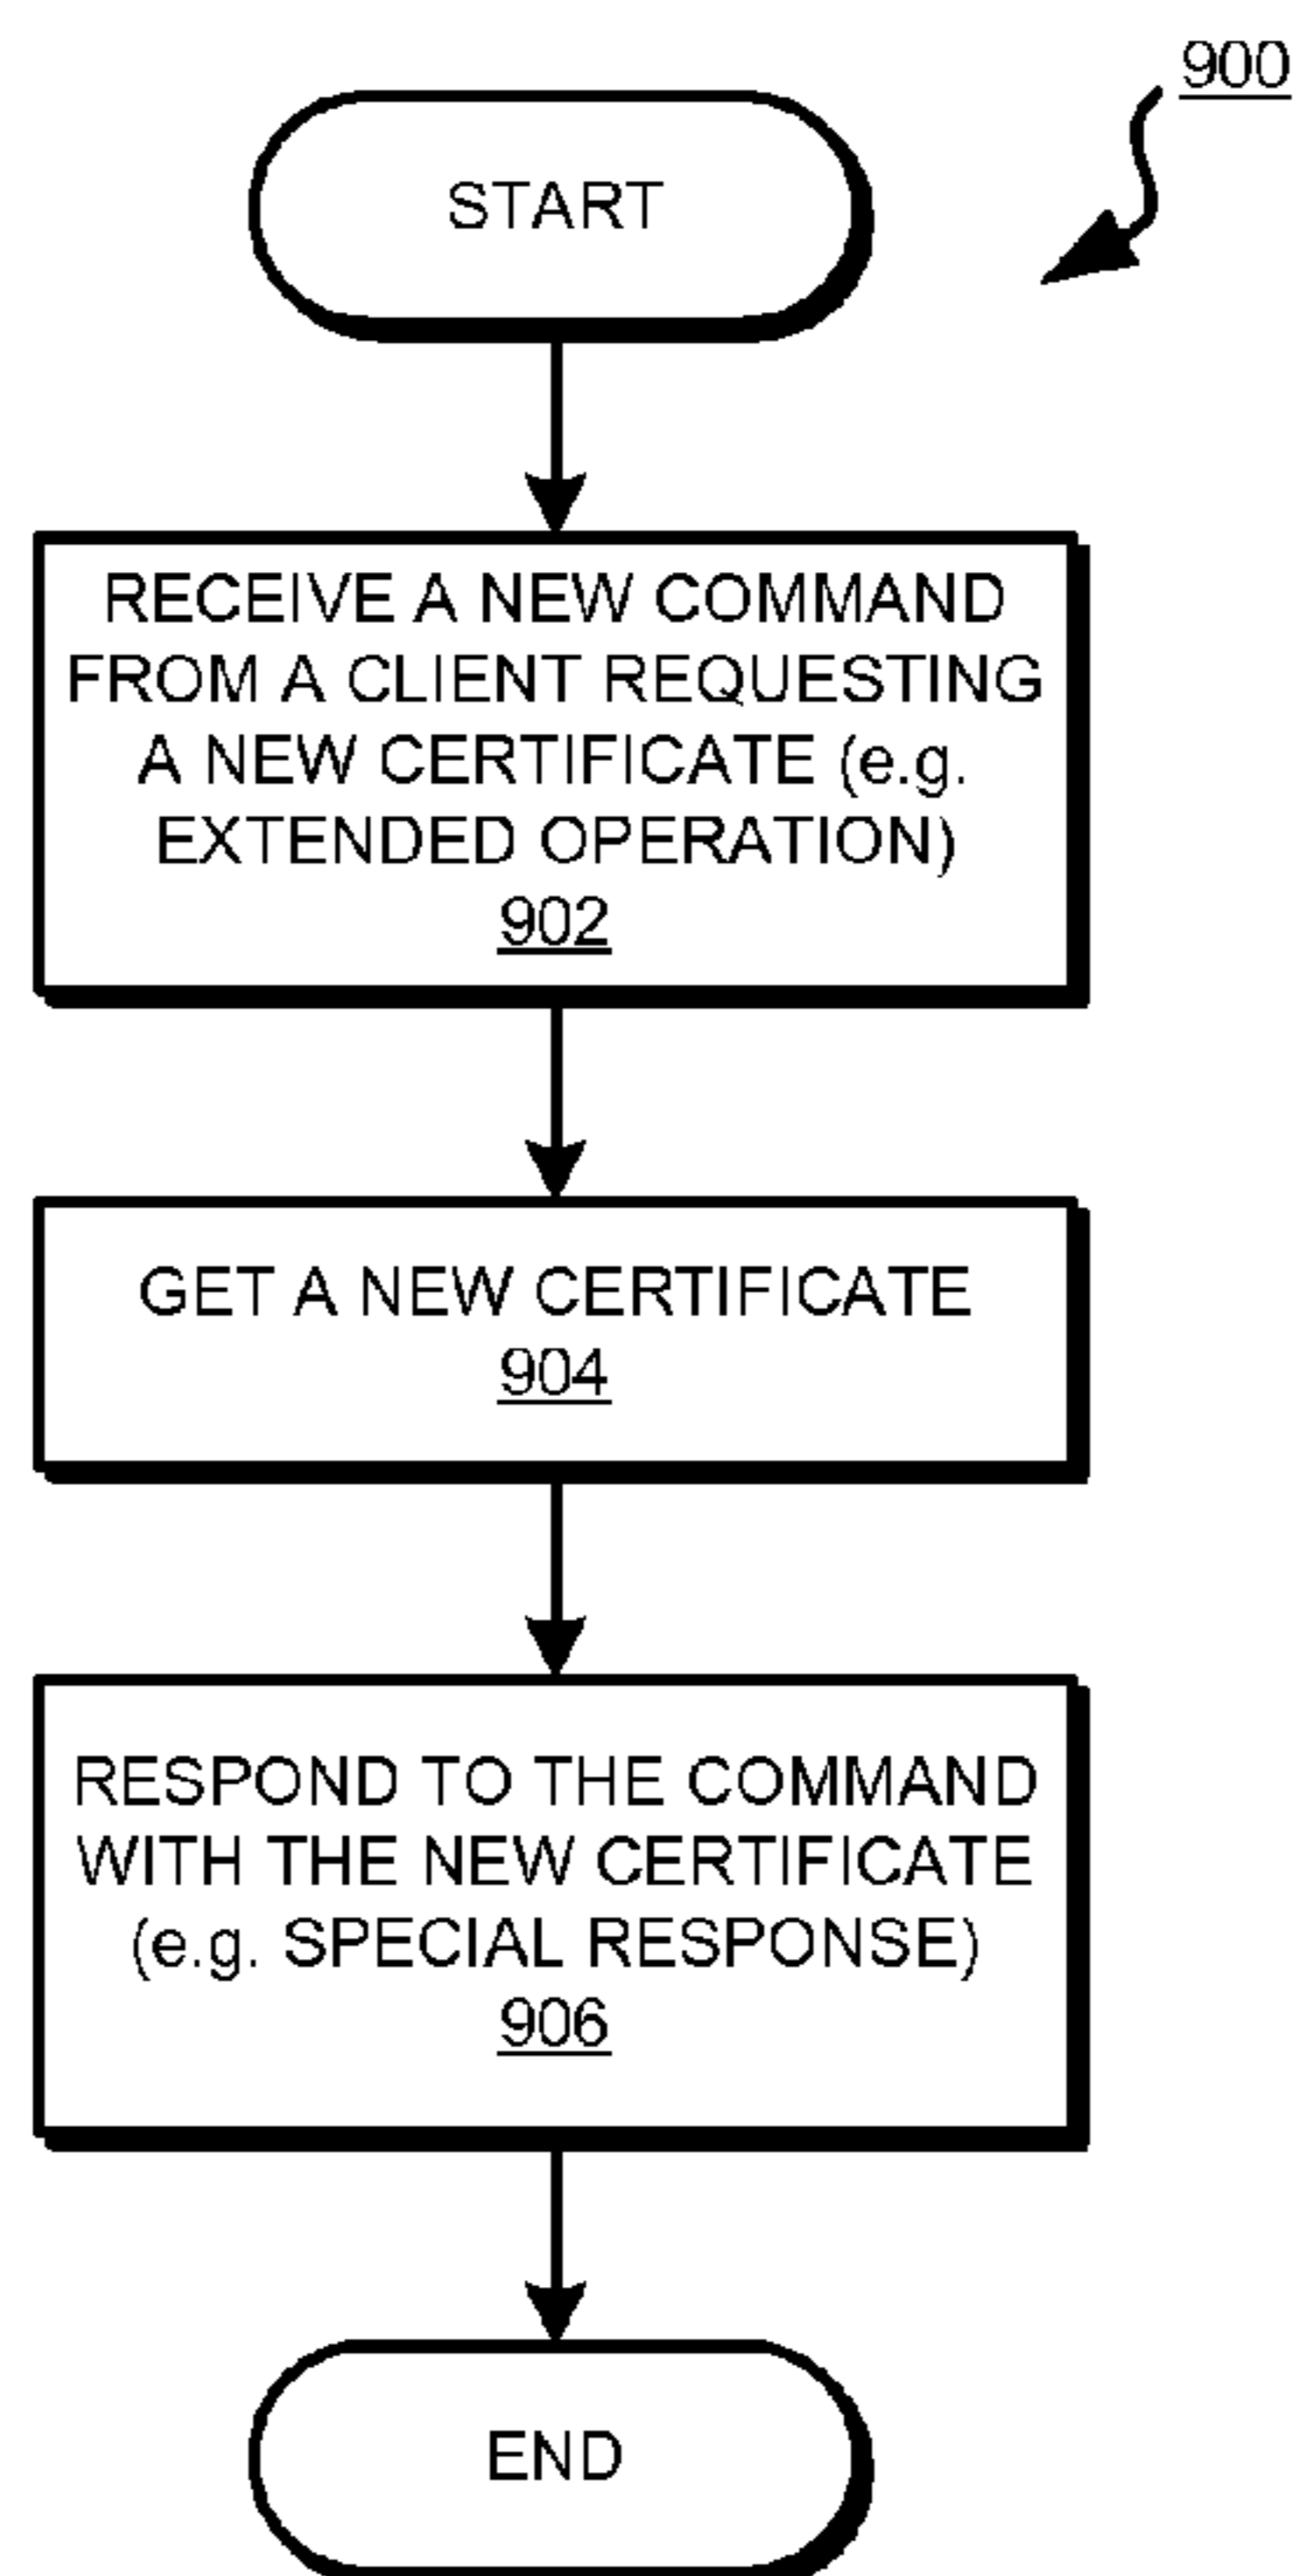 900
START
RECEIVE A NEW COMMAND
FROM A CLIENT REQUESTING
A NEW CERTIFICATE (e.g.
EXTENDED OPERATION)
902
GET A NEW CERTIFICATE
904
RESPOND TO THE COMMAND
WITH THE NEW CERTIFICATE
(e.g. SPECIAL RESPONSE)
906
END